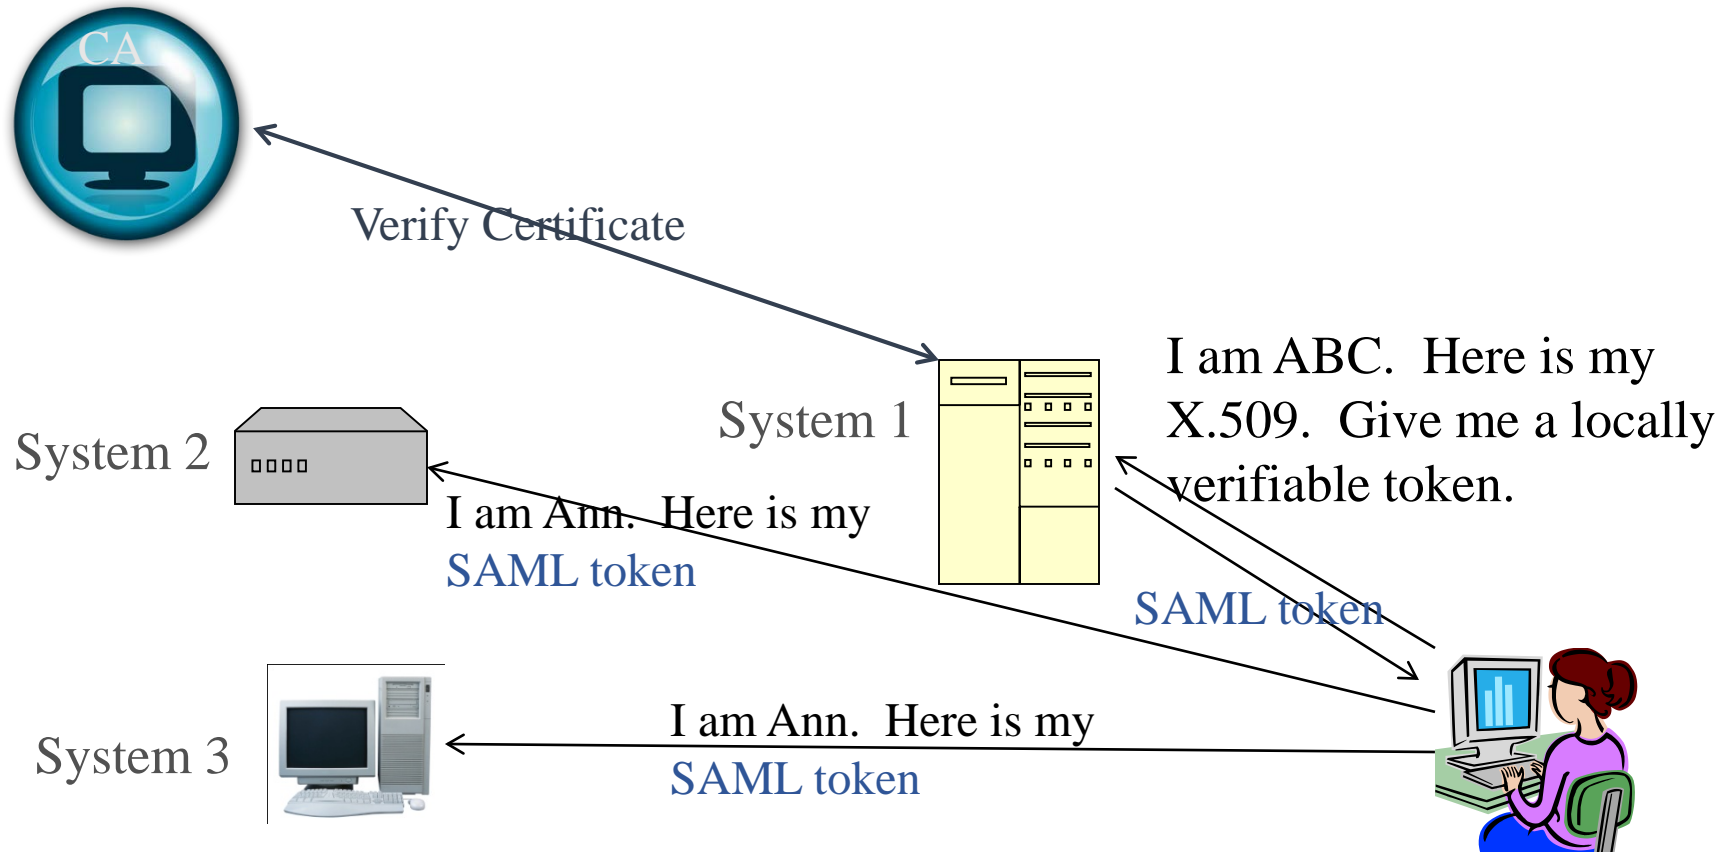 CA
Verify Certificate
I am ABC.  Here is my
X.509.  Give me a locally
verifiable token.
System 1
System 2
I am Ann.  Here is my
SAML token
SAML token
System 3
I am Ann.  Here is my
SAML token